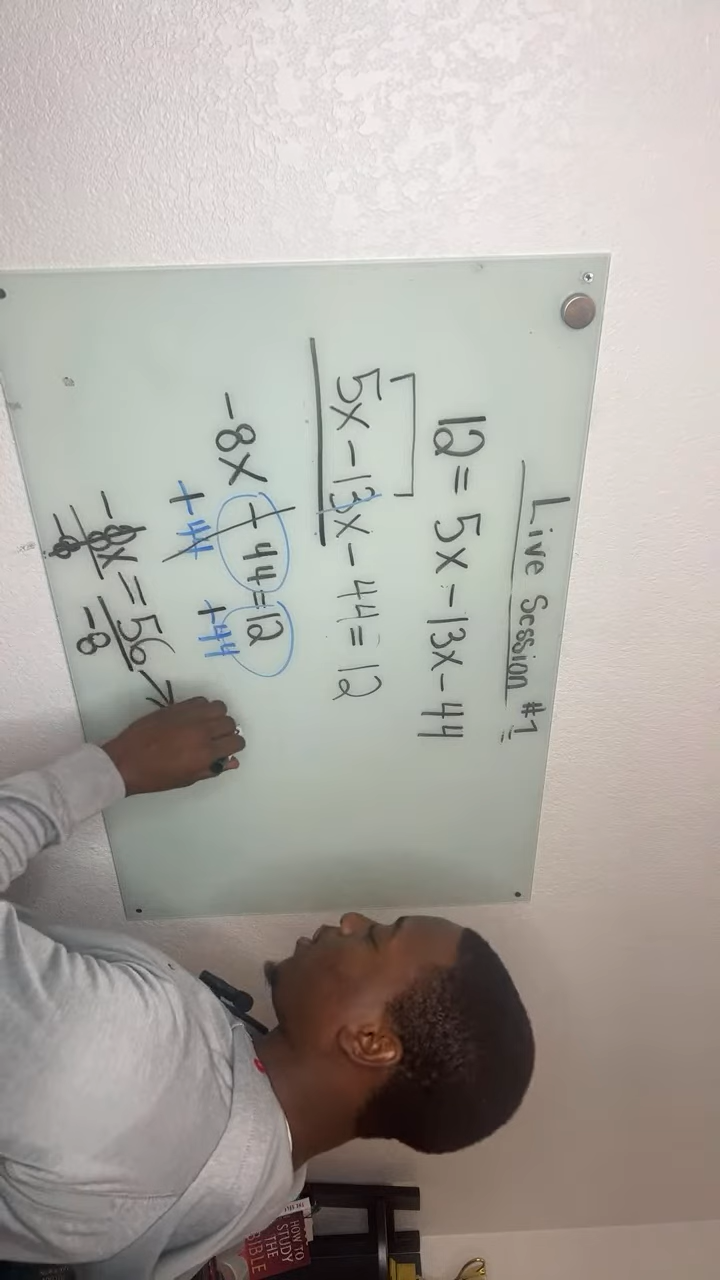 Live Session #1
12 = 5x - 13x - 44
5x - 13x - 44 = 12
-8x - 44 = 12
+44 +44
-8x = 56
-8 -8
HOW TO
STUDY
THE
BIBLE